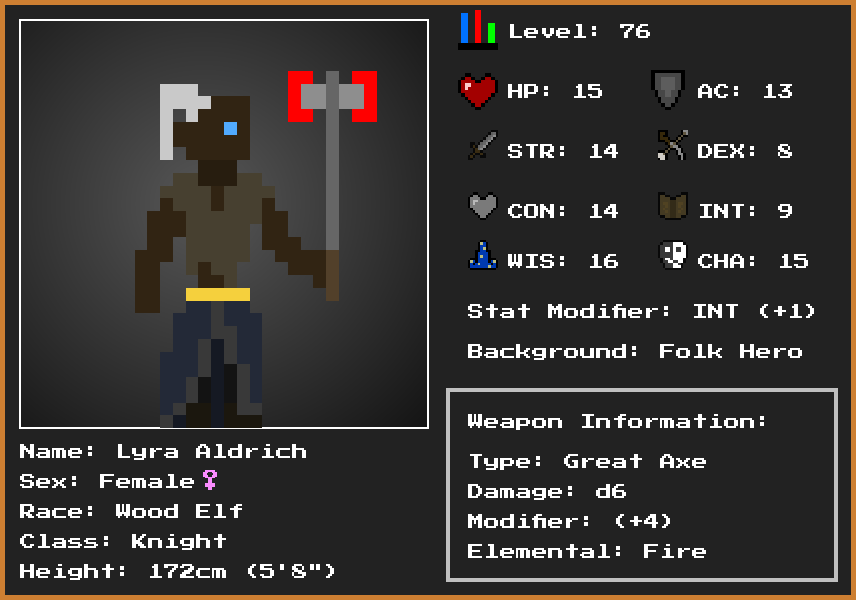 Level: 76
HP: 15 AC: 13
STR: 14 DEX: 8
CON: 14 INT: 9
WIS: 16 CHA: 15
Stat Modifier: INT (+1)
Background: Folk Hero
Weapon Information:
Type: Great Axe
Damage: d6
Modifier: (+4)
Elemental: Fire
Name: Lyra Aldrich
Sex: Female♀
Race: Wood Elf
Class: Knight
Height: 172cm (5'8")